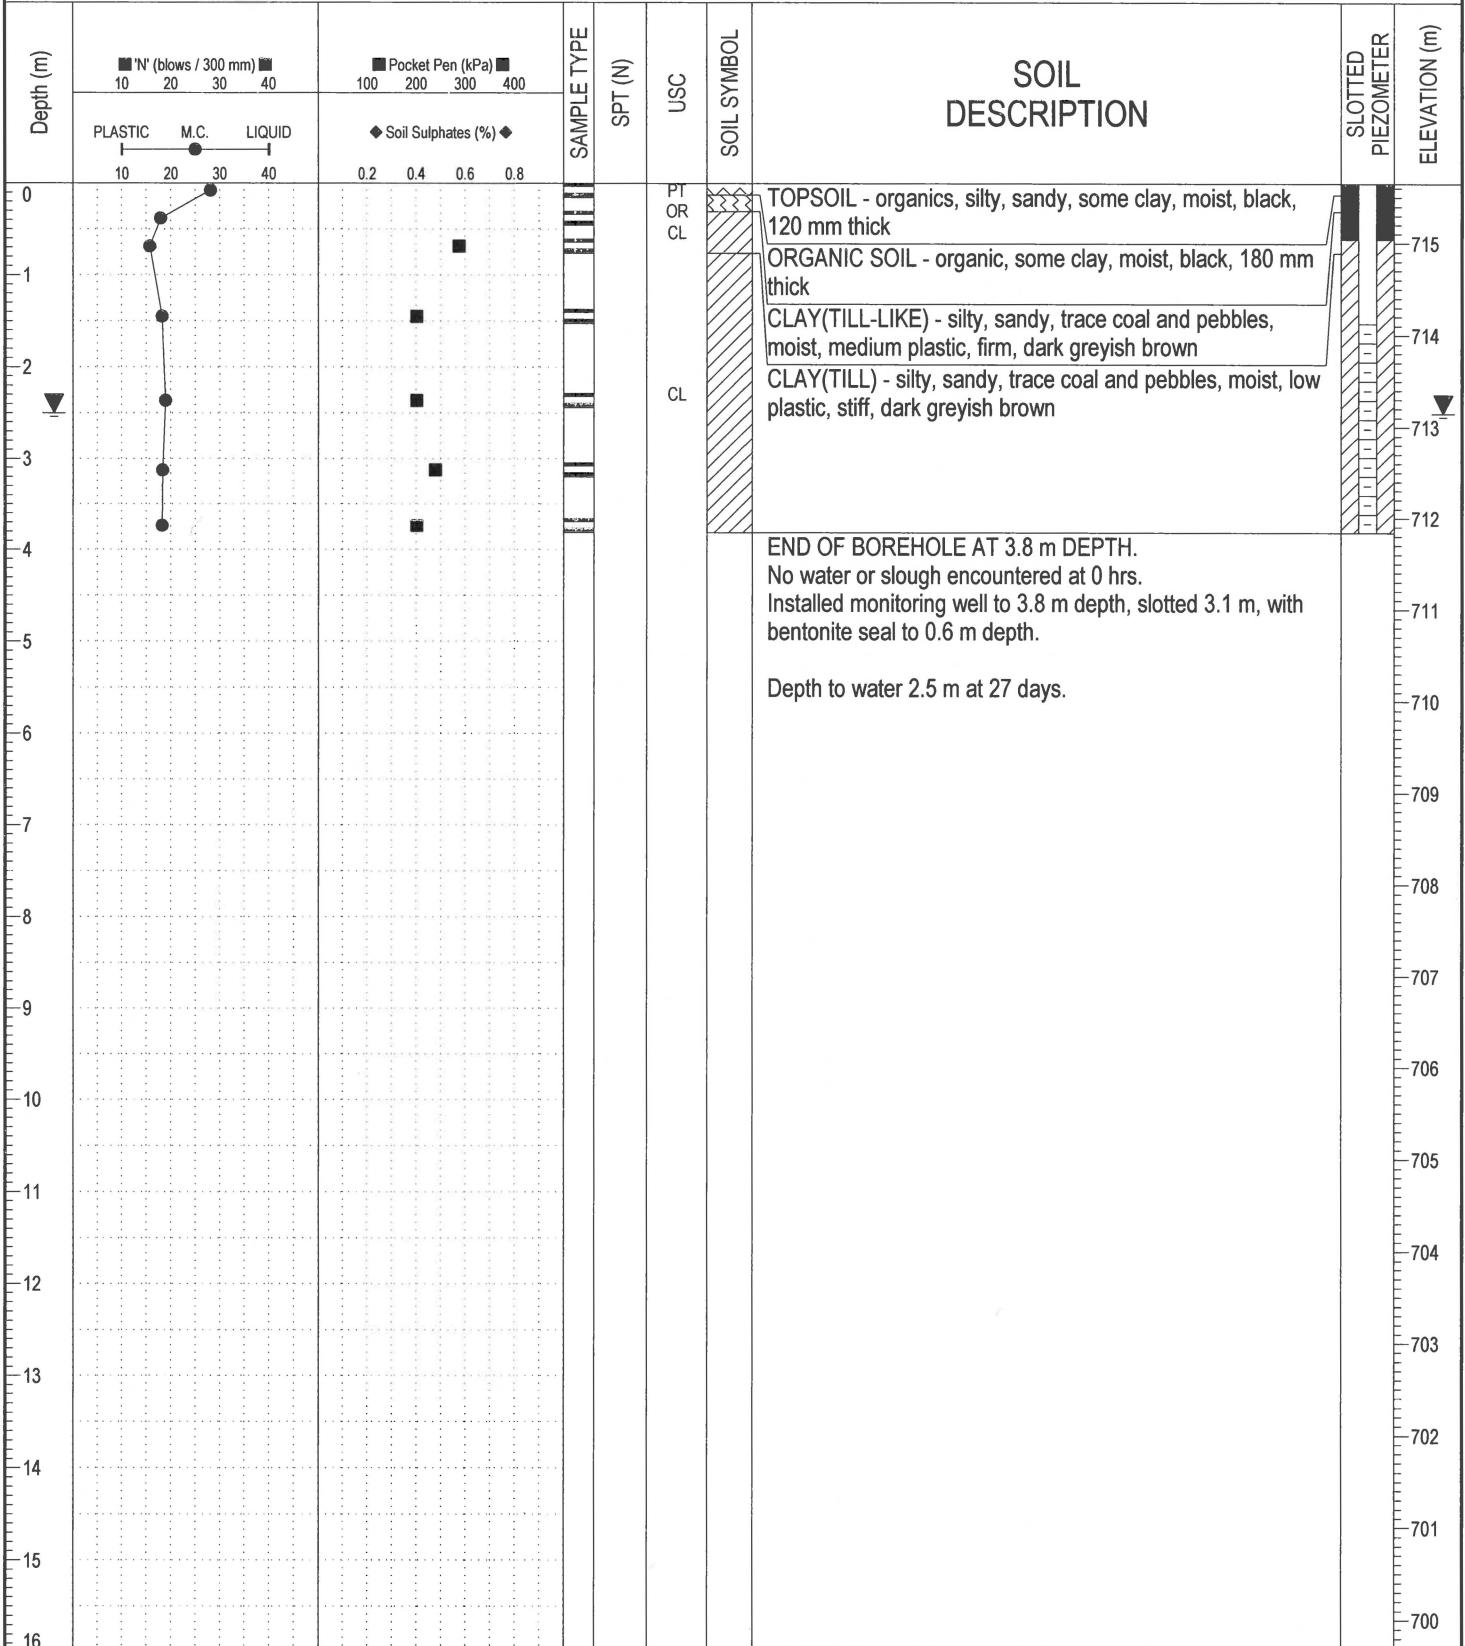 Depth (m)
■ 'N' (blows / 300 mm) ■
10 20 30 40
PLASTIC M.C. LIQUID
10 20 30 40
■ Pocket Pen (kPa) ■
100 200 300 400
◆ Soil Sulphates (%) ◆
0.2 0.4 0.6 0.8
SAMPLE TYPE
SPT (N)
USC
SOIL SYMBOL
SOIL
DESCRIPTION
SLOTTED
PIEZOMETER
ELEVATION (m)
0
1
2
3
4
5
6
7
8
9
10
11
12
13
14
15
16
PT
OR
CL
CL
TOPSOIL - organics, silty, sandy, some clay, moist, black,
120 mm thick
ORGANIC SOIL - organic, some clay, moist, black, 180 mm
thick
CLAY(TILL-LIKE) - silty, sandy, trace coal and pebbles,
moist, medium plastic, firm, dark greyish brown
CLAY(TILL) - silty, sandy, trace coal and pebbles, moist, low
plastic, stiff, dark greyish brown
END OF BOREHOLE AT 3.8 m DEPTH.
No water or slough encountered at 0 hrs.
Installed monitoring well to 3.8 m depth, slotted 3.1 m, with
bentonite seal to 0.6 m depth.
Depth to water 2.5 m at 27 days.
715
714
713
712
711
710
709
708
707
706
705
704
703
702
701
700